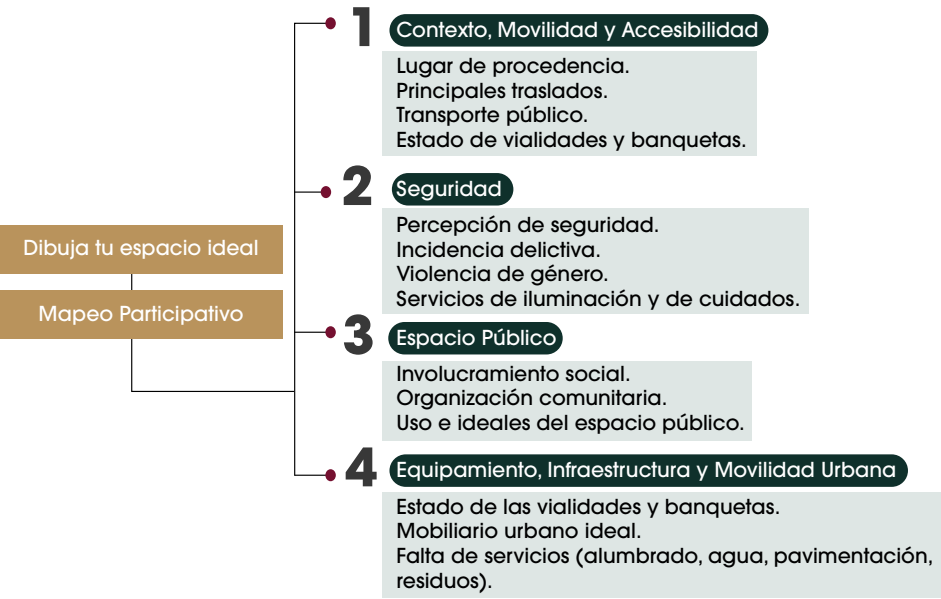 Dibuja tu espacio ideal
Mapeo Participativo
1 Contexto, Movilidad y Accesibilidad
Lugar de procedencia.
Principales traslados.
Transporte público.
Estado de vialidades y banquetas.
2 Seguridad
Percepción de seguridad.
Incidencia delictiva.
Violencia de género.
Servicios de iluminación y de cuidados.
3 Espacio Público
Involucramiento social.
Organización comunitaria.
Uso e ideales del espacio público.
4 Equipamiento, Infraestructura y Movilidad Urbana
Estado de las vialidades y banquetas.
Mobiliario urbano ideal.
Falta de servicios (alumbrado, agua, pavimentación,
residuos).